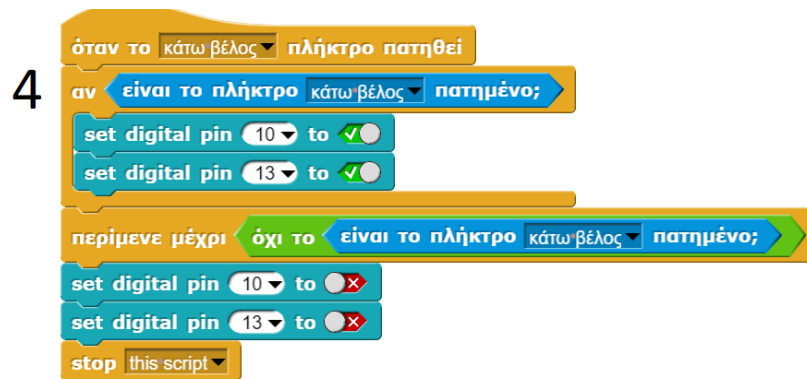 όταν το κάτω βέλος πλήκτρο πατηθεί
4
αν είναι το πλήκτρο κάτω βέλος πατημένο;
set digital pin 10 to
set digital pin 13 to
περίμενε μέχρι όχι το είναι το πλήκτρο κάτω βέλος πατημένο;
set digital pin 10 to
set digital pin 13 to
stop this script